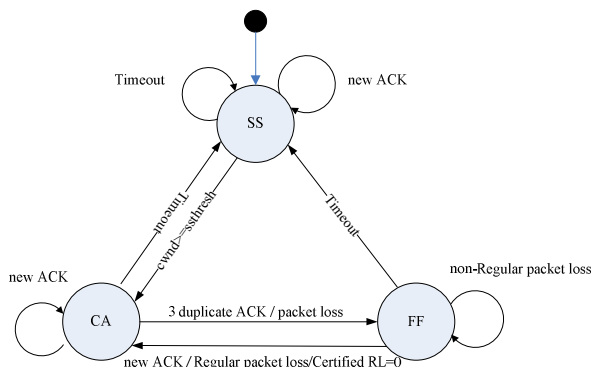 Timeout
new ACK
SS
Timeout
cwnd>=ssthresh
Timeout
new ACK
non-Regular packet loss
CA
3 duplicate ACK / packet loss
FF
new ACK / Regular packet loss/Certified RL=0